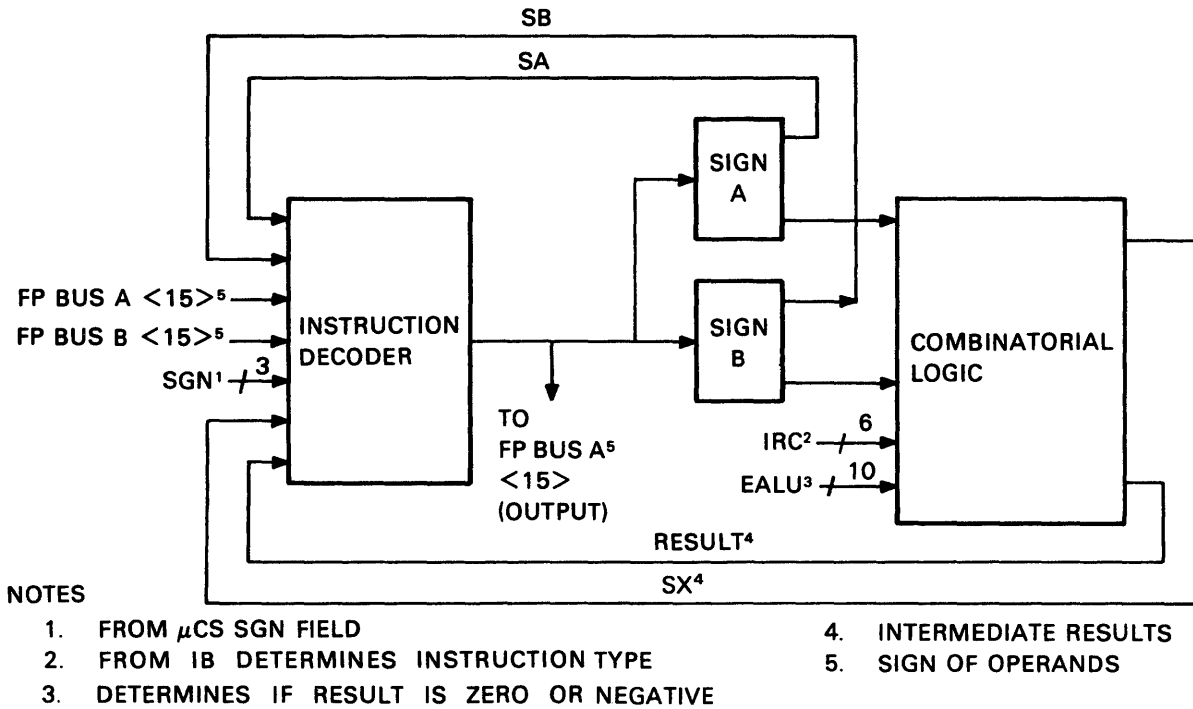 SB
SA
SIGN
A
FP BUS A <15>⁵
FP BUS B <15>⁵
SGN¹
3
INSTRUCTION
DECODER
SIGN
B
COMBINATORIAL
LOGIC
TO
FP BUS A⁵
<15>
(OUTPUT)
IRC²
6
EALU³
10
RESULT⁴
SX⁴
NOTES
1. FROM μCS SGN FIELD
2. FROM IB DETERMINES INSTRUCTION TYPE
3. DETERMINES IF RESULT IS ZERO OR NEGATIVE
4. INTERMEDIATE RESULTS
5. SIGN OF OPERANDS